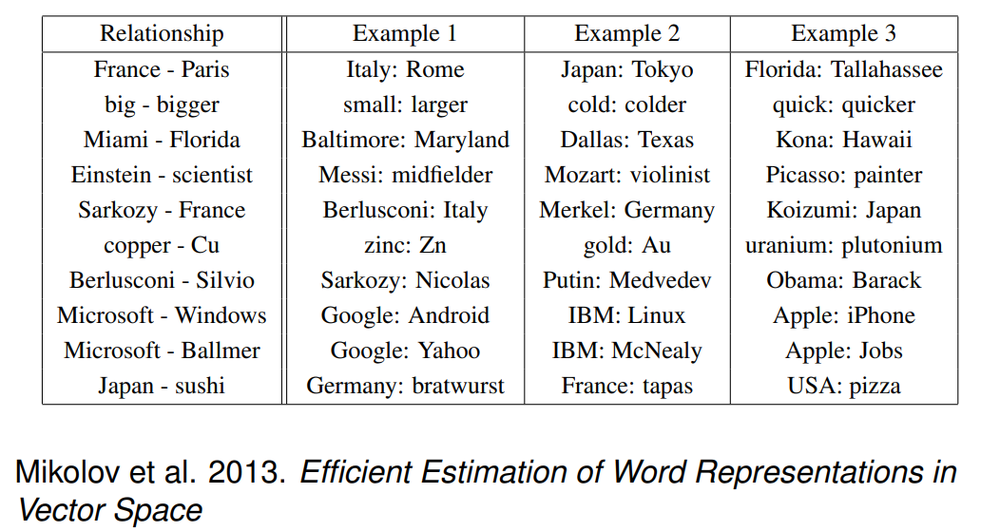 Relationship Example 1 Example 2 Example 3
France - Paris Italy: Rome Japan: Tokyo Florida: Tallahassee
big - bigger small: larger cold: colder quick: quicker
Miami - Florida Baltimore: Maryland Dallas: Texas Kona: Hawaii
Einstein - scientist Messi: midfielder Mozart: violinist Picasso: painter
Sarkozy - France Berlusconi: Italy Merkel: Germany Koizumi: Japan
copper - Cu zinc: Zn gold: Au uranium: plutonium
Berlusconi - Silvio Sarkozy: Nicolas Putin: Medvedev Obama: Barack
Microsoft - Windows Google: Android IBM: Linux Apple: iPhone
Microsoft - Ballmer Google: Yahoo IBM: McNealy Apple: Jobs
Japan - sushi Germany: bratwurst France: tapas USA: pizza
Mikolov et al. 2013. Efficient Estimation of Word Representations in
Vector Space